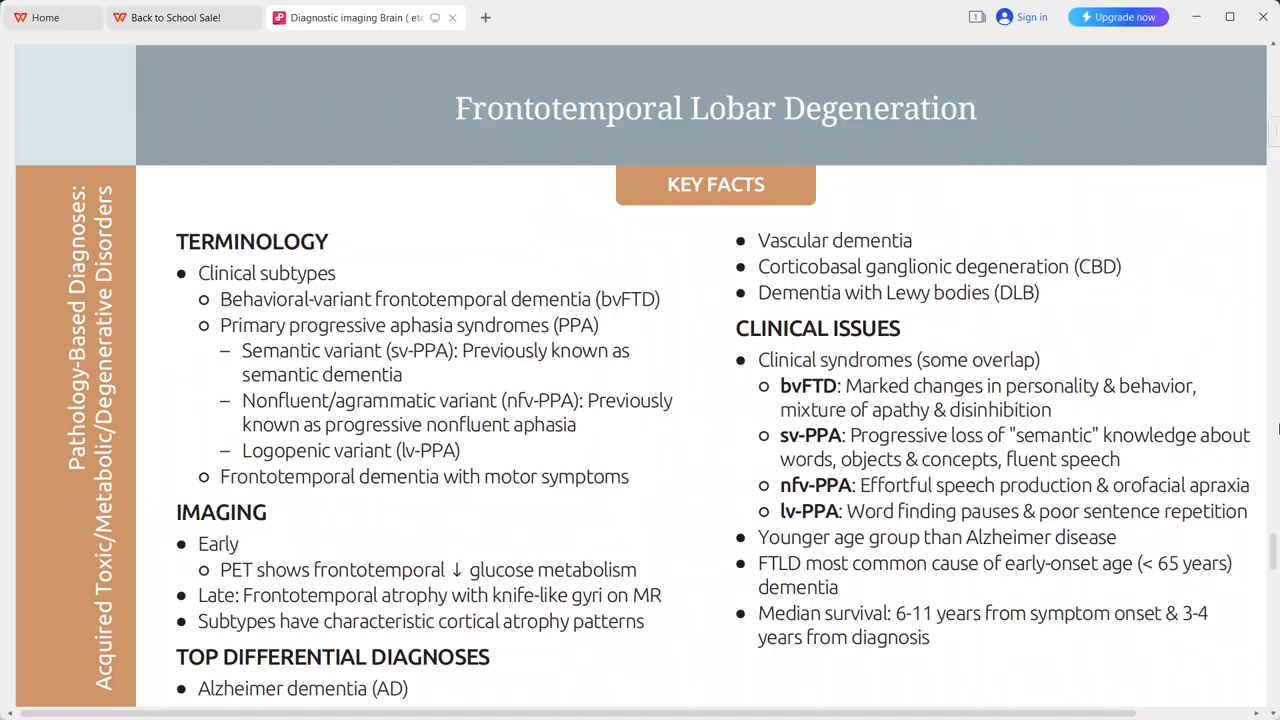 Home
Back to School Sale!
Diagnostic imaging Brain ( etc
1
Sign in
Upgrade now
Frontotemporal Lobar Degeneration
Pathology-Based Diagnoses:
Acquired Toxic/Metabolic/Degenerative Disorders
KEY FACTS
TERMINOLOGY
● Clinical subtypes
○ Behavioral-variant frontotemporal dementia (bvFTD)
○ Primary progressive aphasia syndromes (PPA)
– Semantic variant (sv-PPA): Previously known as
semantic dementia
– Nonfluent/agrammatic variant (nfv-PPA): Previously
known as progressive nonfluent aphasia
– Logopenic variant (lv-PPA)
○ Frontotemporal dementia with motor symptoms
IMAGING
● Early
○ PET shows frontotemporal ↓ glucose metabolism
● Late: Frontotemporal atrophy with knife-like gyri on MR
● Subtypes have characteristic cortical atrophy patterns
TOP DIFFERENTIAL DIAGNOSES
● Alzheimer dementia (AD)
● Vascular dementia
● Corticobasal ganglionic degeneration (CBD)
● Dementia with Lewy bodies (DLB)
CLINICAL ISSUES
● Clinical syndromes (some overlap)
○ bvFTD: Marked changes in personality & behavior,
mixture of apathy & disinhibition
○ sv-PPA: Progressive loss of "semantic" knowledge about
words, objects & concepts, fluent speech
○ nfv-PPA: Effortful speech production & orofacial apraxia
○ lv-PPA: Word finding pauses & poor sentence repetition
● Younger age group than Alzheimer disease
● FTLD most common cause of early-onset age (< 65 years)
dementia
● Median survival: 6-11 years from symptom onset & 3-4
years from diagnosis